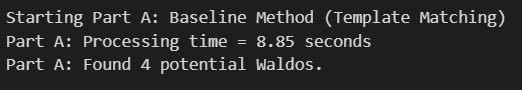 Starting Part A: Baseline Method (Template Matching)
Part A: Processing time = 8.85 seconds
Part A: Found 4 potential Waldos.